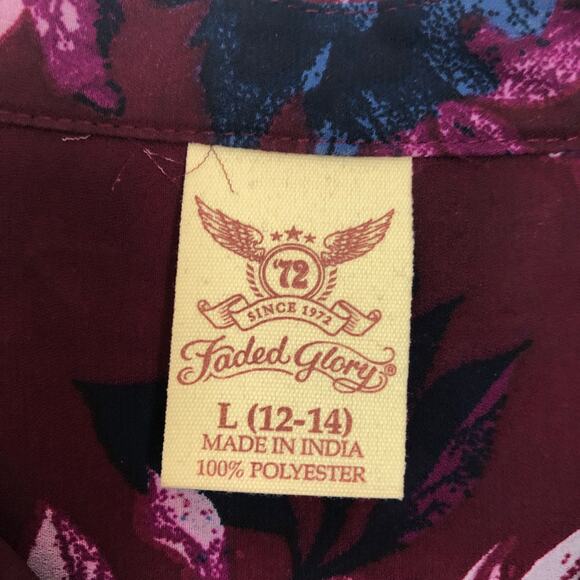 '72
SINCE 1972
Faded Glory®
L (12-14)
MADE IN INDIA
100% POLYESTER